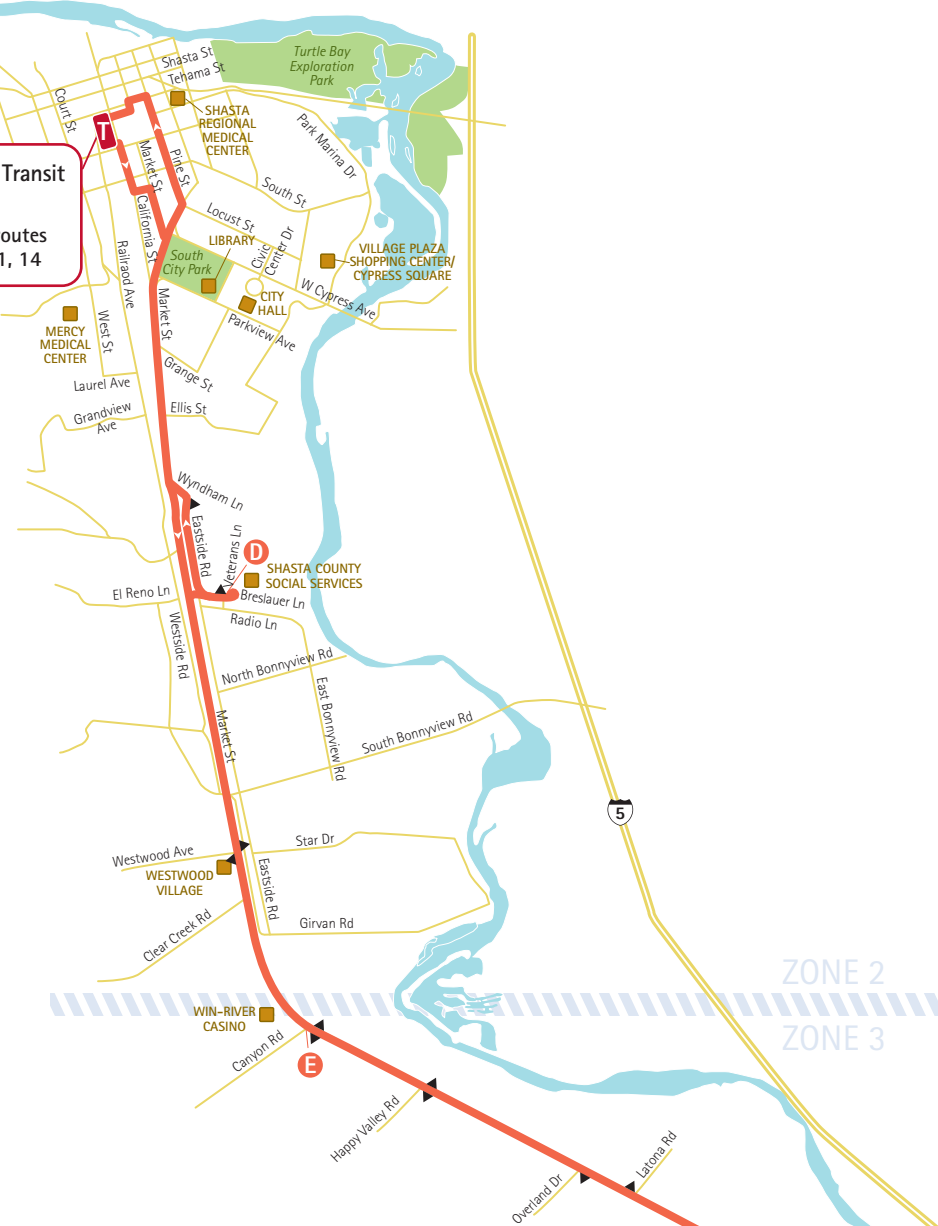 Shasta St
Tehama St
Turtle Bay
Exploration
Park
Court St
SHASTA
REGIONAL
MEDICAL
CENTER
Park Marina Dr
T
Transit
Market St
Pine St
South St
routes
1, 14
California St
Locust St
LIBRARY
Civic
Center Dr
South
City Park
VILLAGE PLAZA
SHOPPING CENTER/
CYPRESS SQUARE
Railraod Ave
Market St
CITY
HALL
W Cypress Ave
MERCY
MEDICAL
CENTER
West St
Parkview Ave
Laurel Ave
Grange St
Grandview
Ave
Ellis St
Wyndham Ln
Eastside Rd
Veterans Ln
D
SHASTA COUNTY
SOCIAL SERVICES
El Reno Ln
Breslauer Ln
Radio Ln
Westside Rd
North Bonnyview Rd
East Bonnyview Rd
Market St
South Bonnyview Rd
5
Westwood Ave
Star Dr
WESTWOOD
VILLAGE
Eastside Rd
Clear Creek Rd
Girvan Rd
ZONE 2
WIN-RIVER
CASINO
ZONE 3
Canyon Rd
E
Happy Valley Rd
Overland Dr
Latona Rd